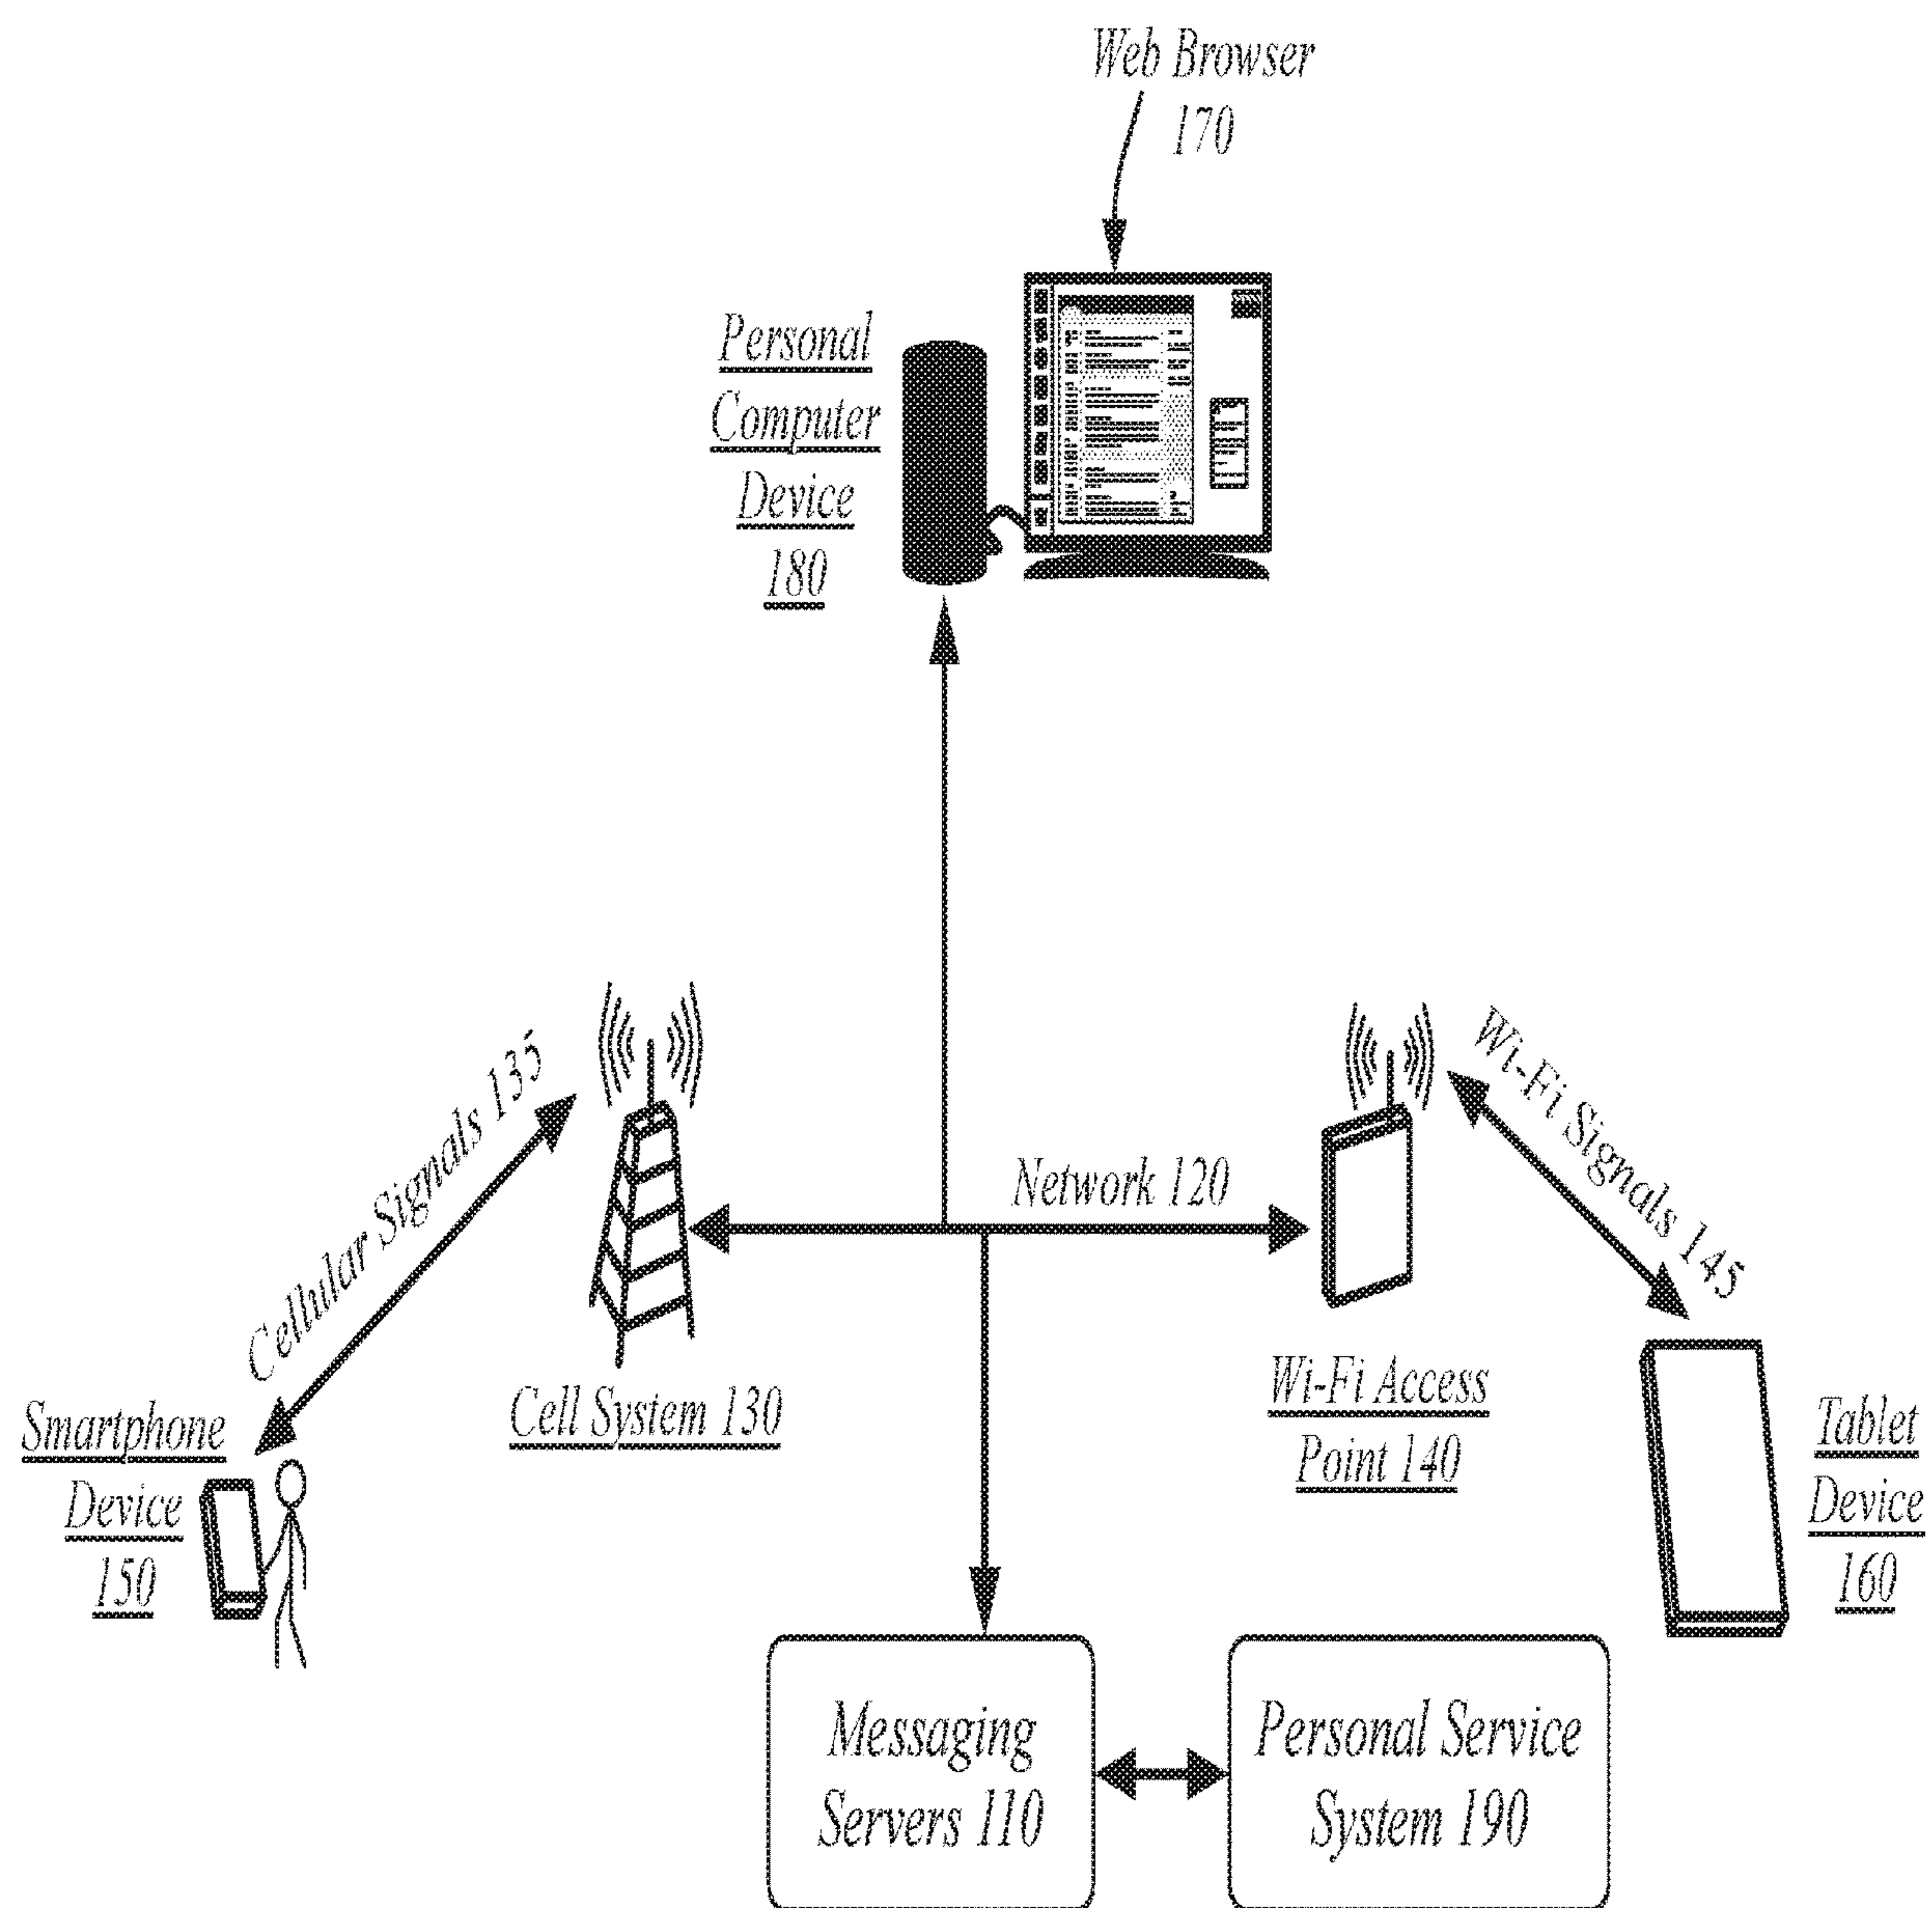 Web Browser
170
Personal
Computer
Device
180
Cellular Signals 135
Wi-Fi Signals 145
Network 120
Cell System 130
Wi-Fi Access
Point 140
Smartphone
Device
150
Tablet
Device
160
Messaging
Servers 110
Personal Service
System 190